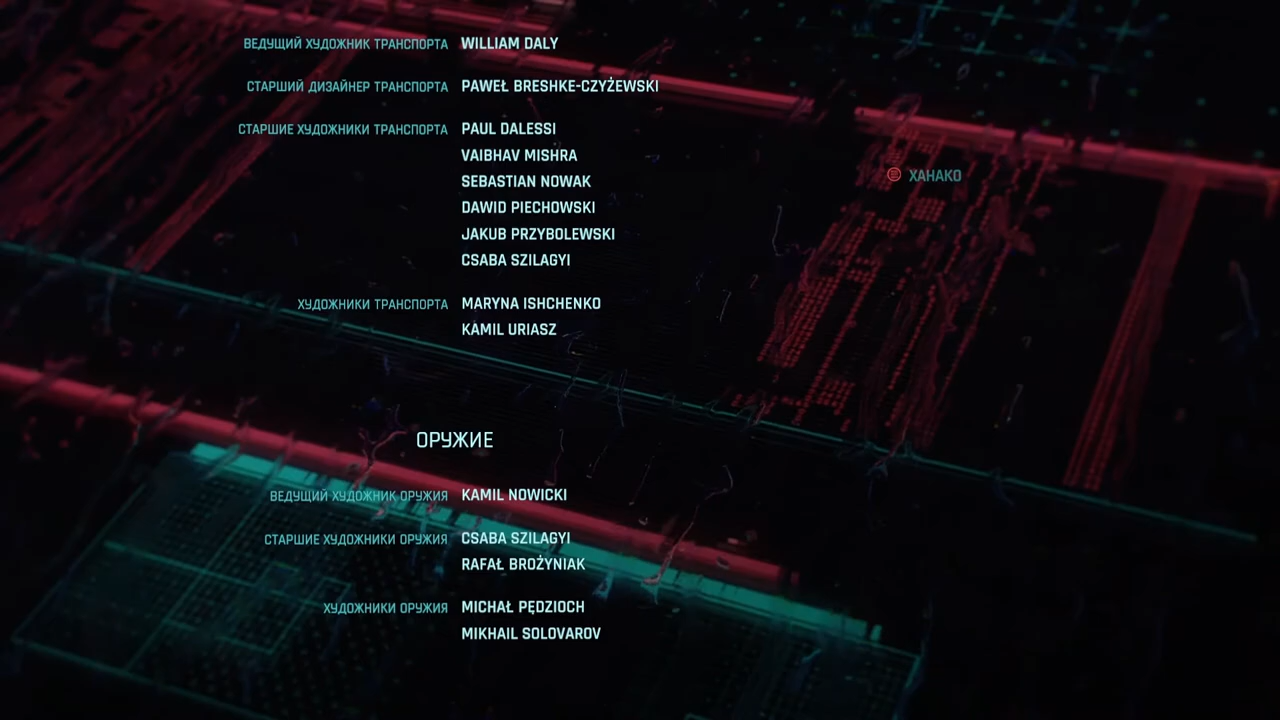 ВЕДУЩИЙ ХУДОЖНИК ТРАНСПОРТА WILLIAM DALY
СТАРШИЙ ДИЗАЙНЕР ТРАНСПОРТА PAWEŁ BRESHKE-CZYŻEWSKI
СТАРШИЕ ХУДОЖНИКИ ТРАНСПОРТА PAUL DALESSI
VAIBHAV MISHRA
ХАНАКО
SEBASTIAN NOWAK
DAWID PIECHOWSKI
JAKUB PRZYBOLEWSKI
CSABA SZILAGYI
ХУДОЖНИКИ ТРАНСПОРТА MARYNA ISHCHENKO
KAMIL URIASZ
ОРУЖИЕ
ВЕДУЩИЙ ХУДОЖНИК ОРУЖИЯ KAMIL NOWICKI
СТАРШИЕ ХУДОЖНИКИ ОРУЖИЯ CSABA SZILAGYI
RAFAŁ BROŻYNIAK
ХУДОЖНИКИ ОРУЖИЯ MICHAŁ PĘDZIOCH
MIKHAIL SOLOVAROV